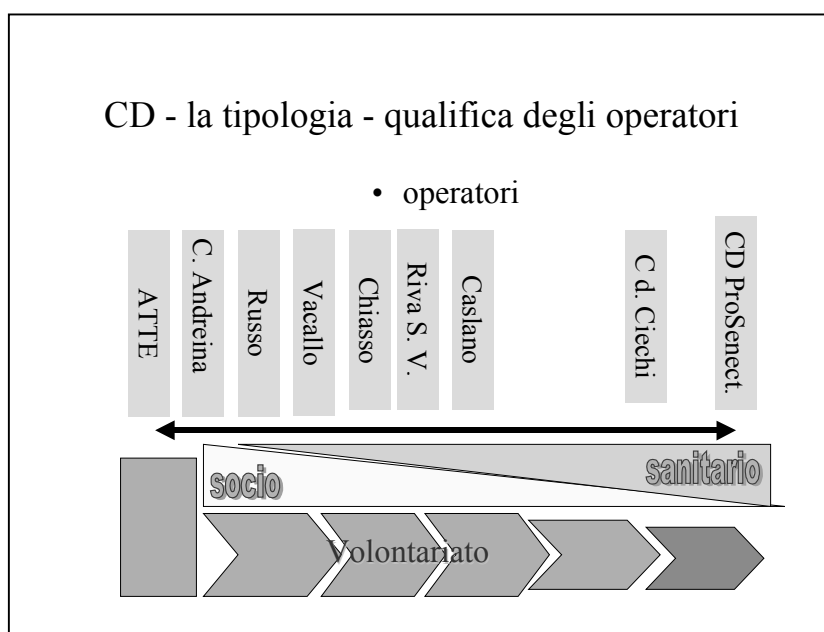 CD - la tipologia - qualifica degli operatori
• operatori
ATTE
C. Andreina
Russo
Vacallo
Chiasso
Riva S. V.
Caslano
C d. Ciechi
CD ProSenect.
socio
sanitario
Volontariato